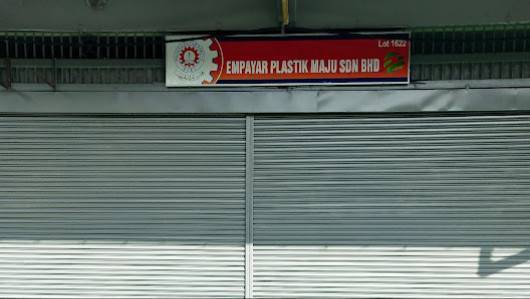 Lot 1622
EMPAYAR PLASTIK MAJU SDN BHD